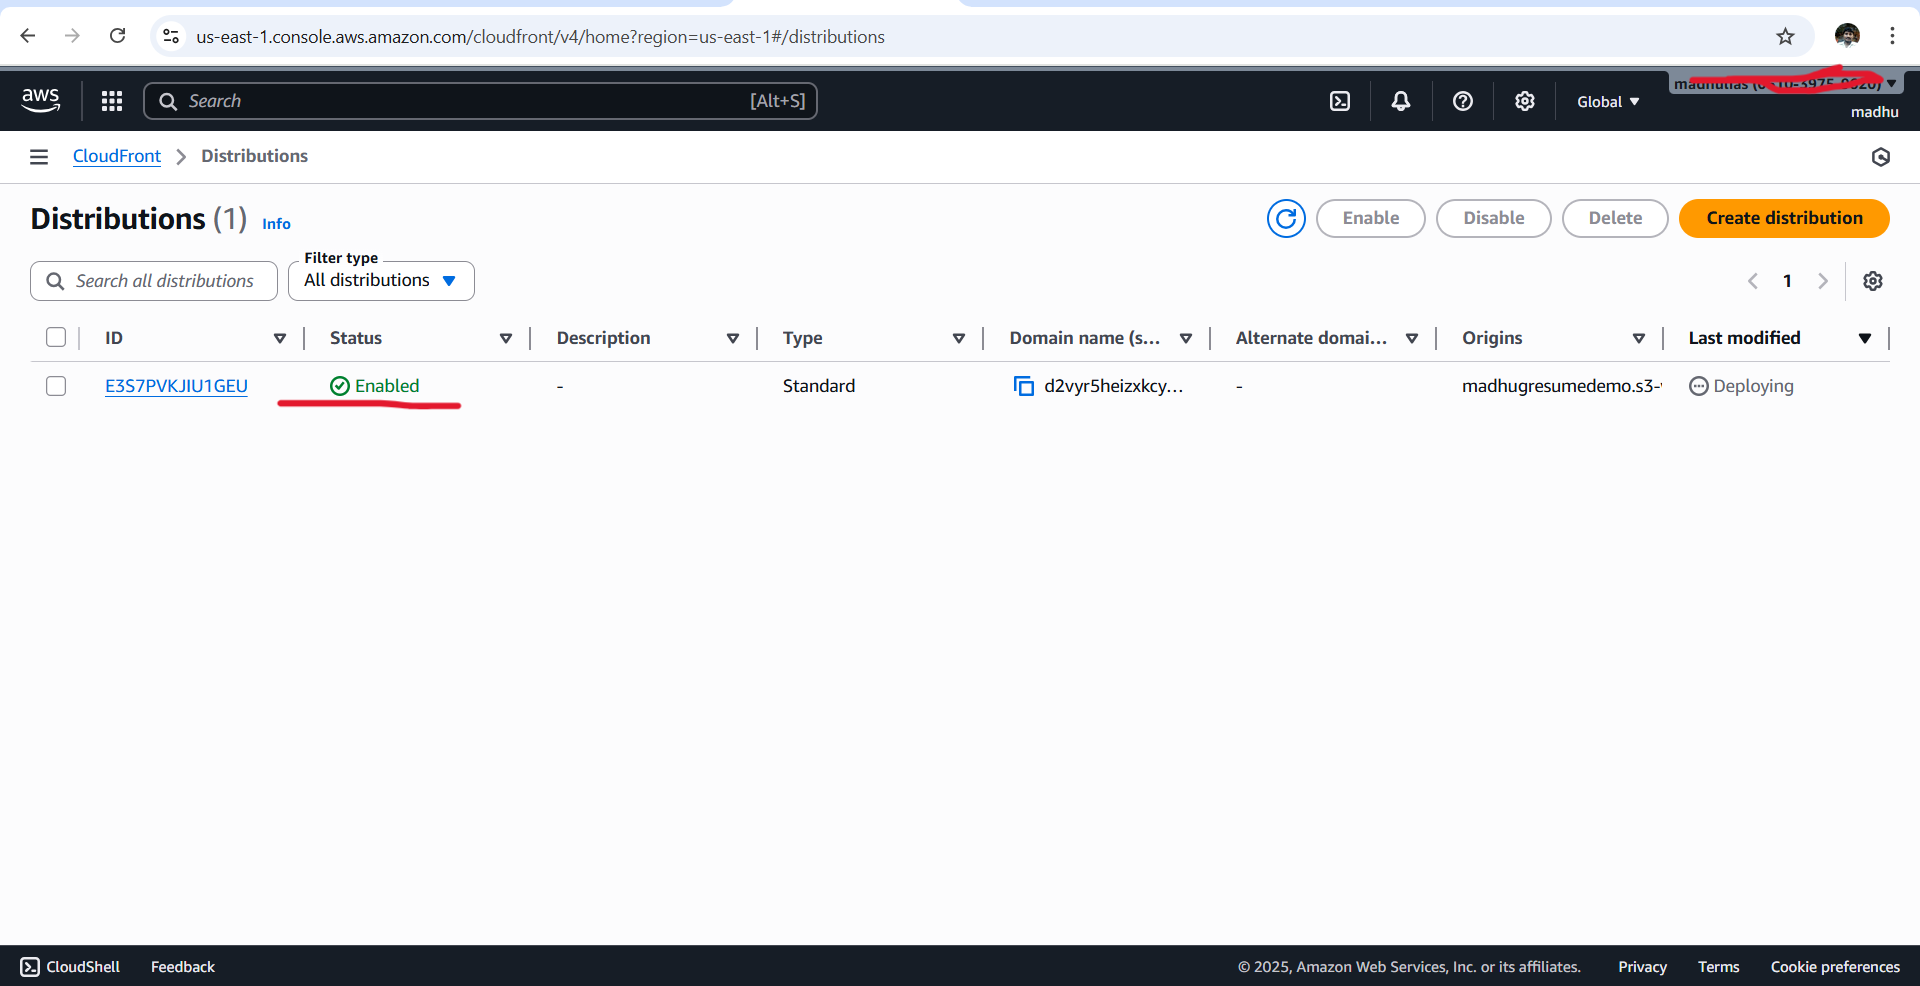 us-east-1.console.aws.amazon.com/cloudfront/v4/home?region=us-east-1#/distributions
aws
Search
[Alt+S]
Global
madhu
CloudFront
Distributions
Distributions (1)
Info
Enable
Disable
Delete
Create distribution
Search all distributions
Filter type
All distributions
1
ID
Status
Description
Type
Domain name (s...
Alternate domai...
Origins
Last modified
E3S7PVKJIU1GEU
Enabled
-
Standard
d2vyr5heizxkcy...
-
madhugresumedemo.s3-
Deploying
CloudShell
Feedback
© 2025, Amazon Web Services, Inc. or its affiliates.
Privacy
Terms
Cookie preferences